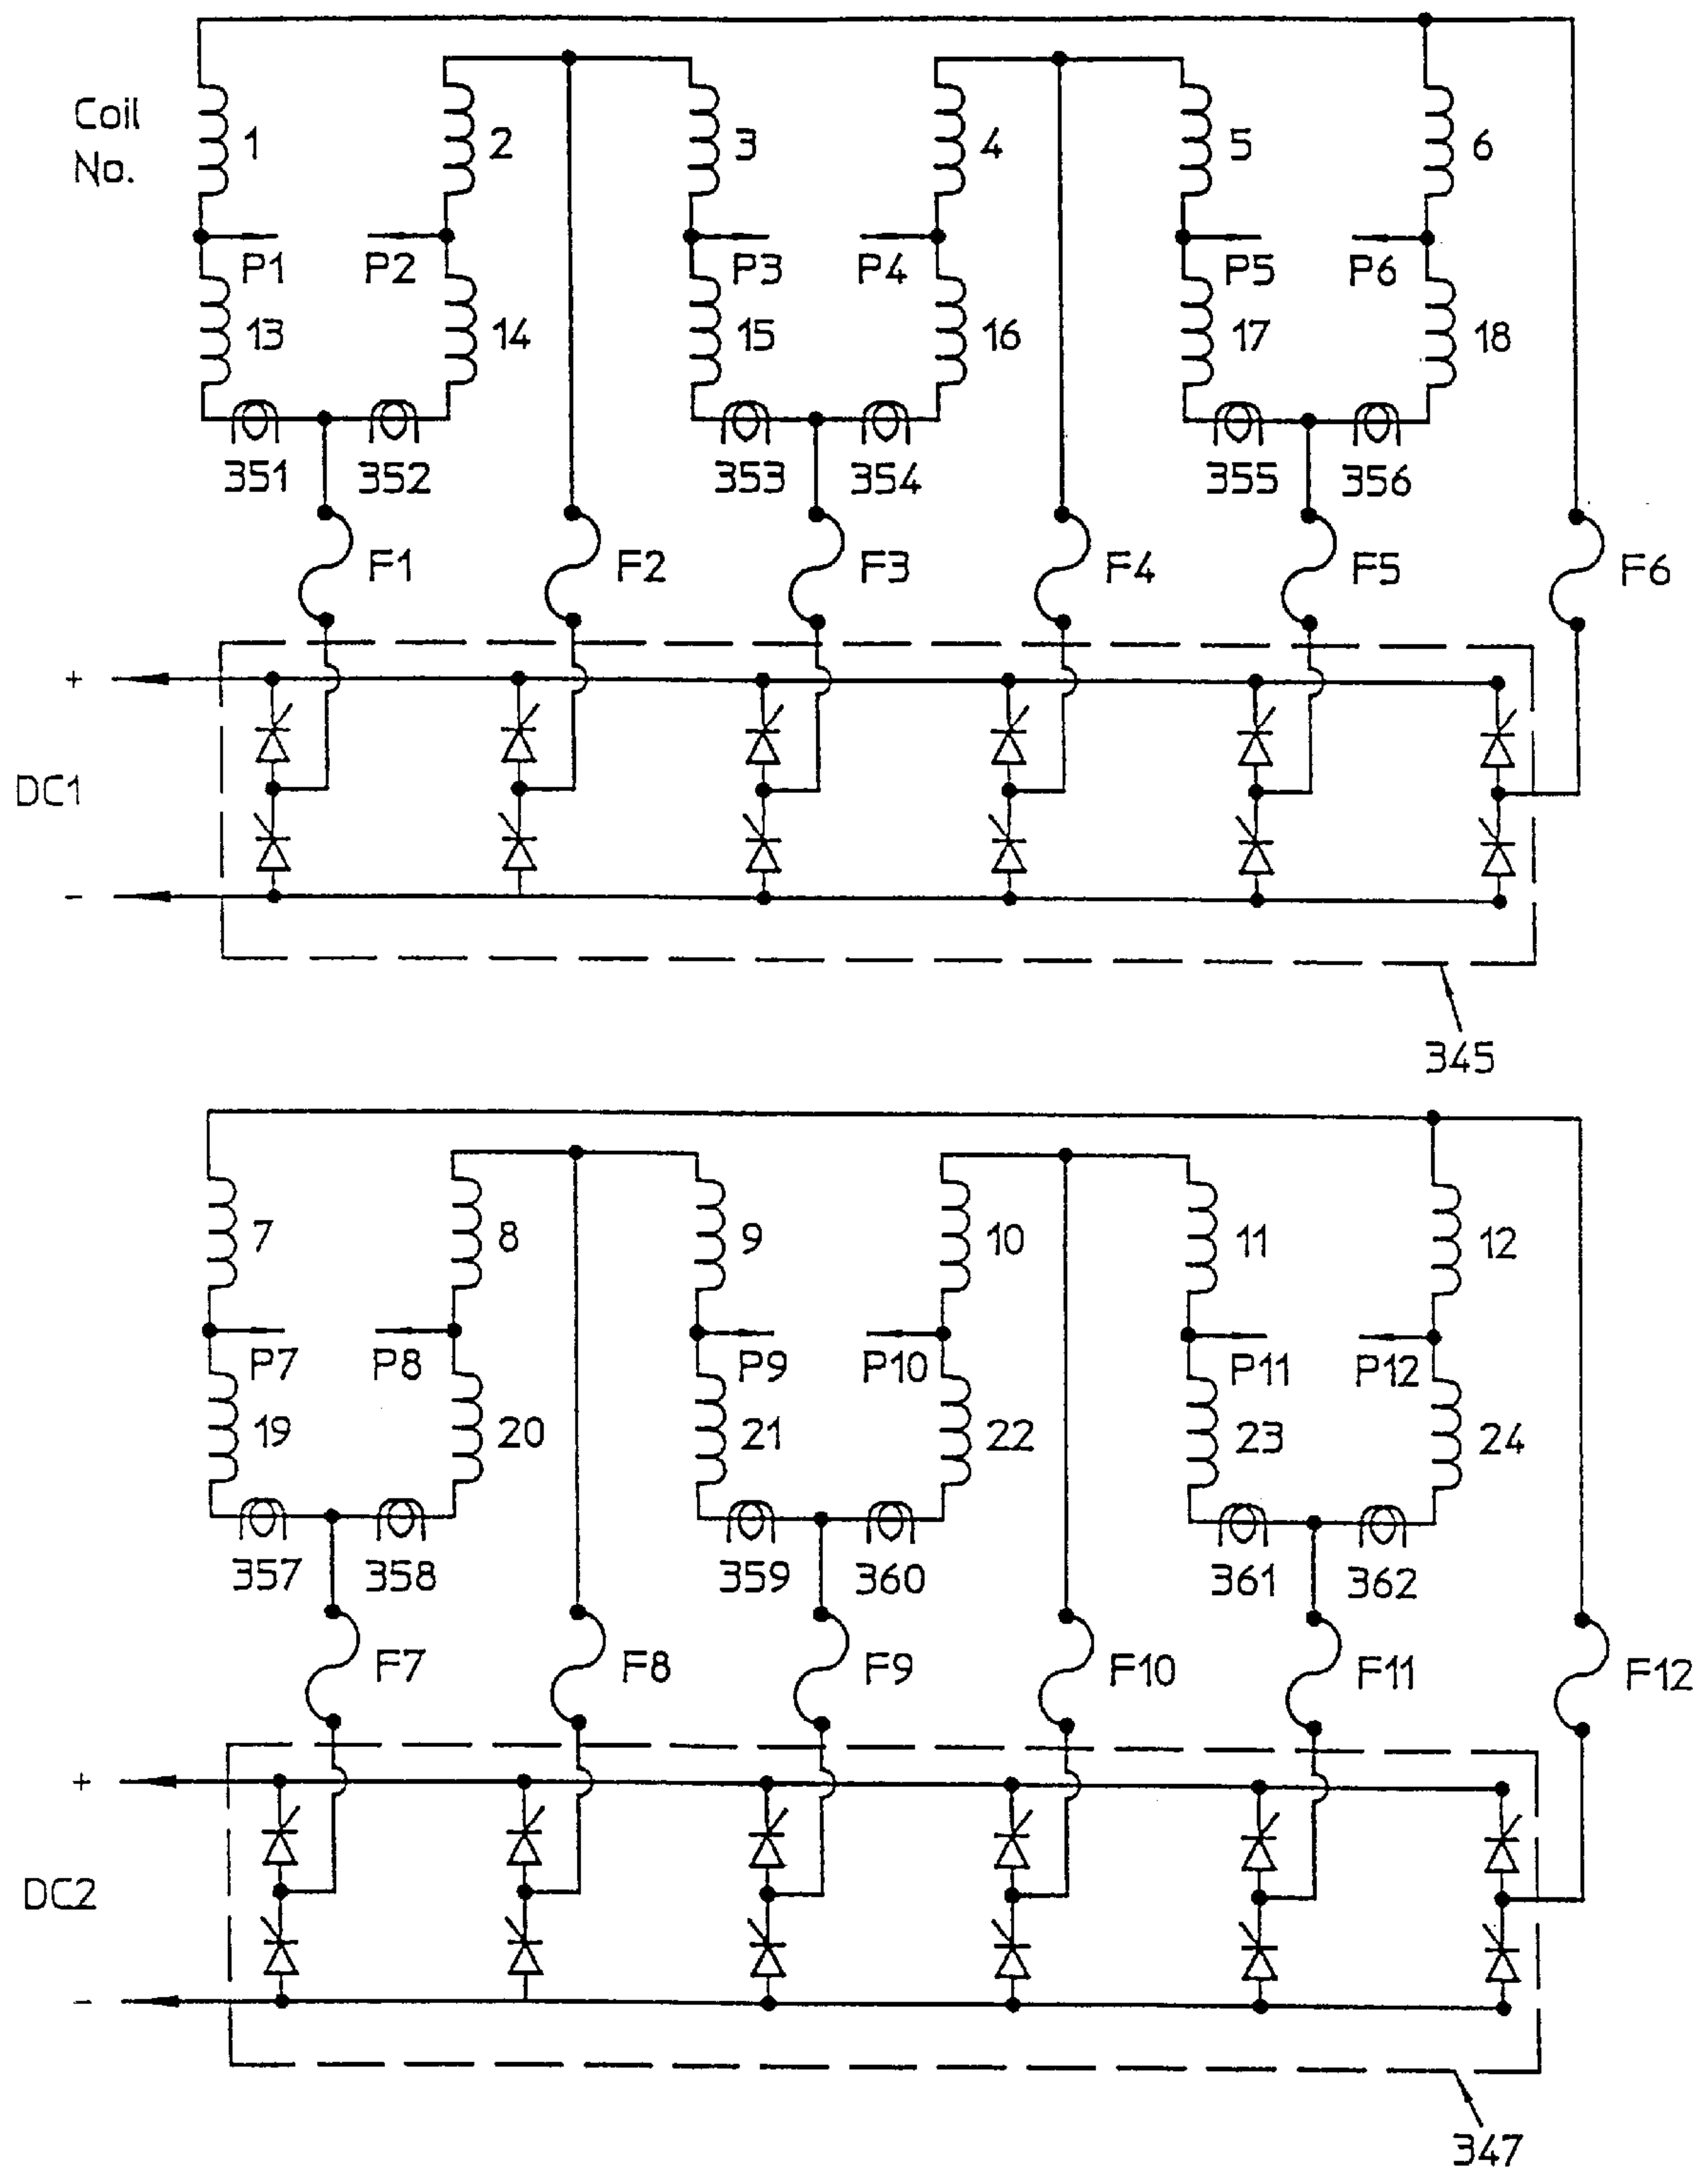 Coil
No.
1 2 3 4 5 6
P1 P2 P3 P4 P5 P6
13 14 15 16 17 18
351 352 353 354 355 356
F1 F2 F3 F4 F5 F6
+
DC1
-
345
7 8 9 10 11 12
P7 P8 P9 P10 P11 P12
19 20 21 22 23 24
357 358 359 360 361 362
F7 F8 F9 F10 F11 F12
+
DC2
-
347